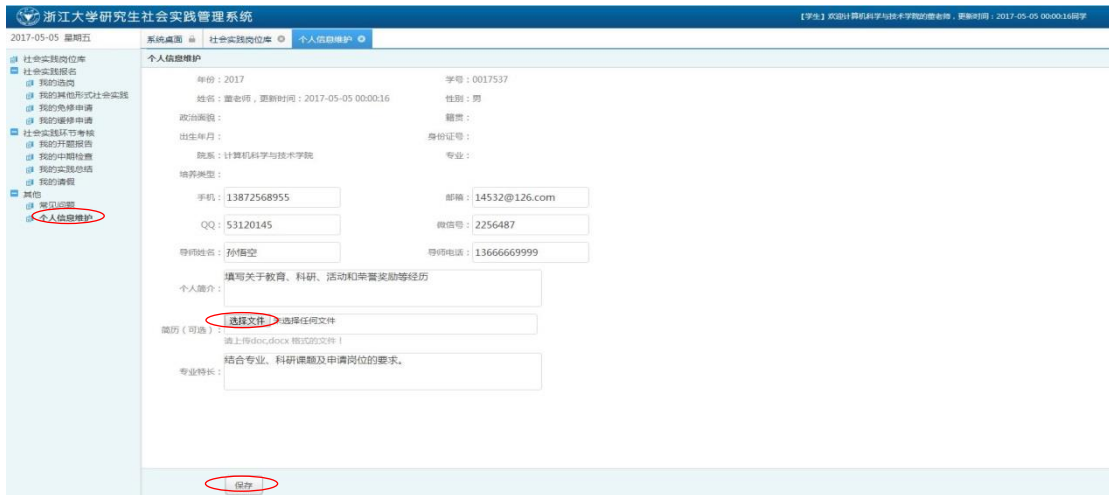 浙江大学研究生社会实践管理系统
【学生】欢迎计算机科学与技术学院的董老师，更新时间：2017-05-05 00:00:16同学
2017-05-05 星期五
系统桌面 社会实践岗位库 个人信息维护
社会实践岗位库
社会实践报名
我的选岗
我的其他形式社会实践
我的免修申请
我的缓修申请
社会实践环节考核
我的开题报告
我的中期检查
我的实践总结
我的请假
其他
常见问题
个人信息维护
个人信息维护
年份：2017 学号：0017537
姓名：董老师，更新时间：2017-05-05 00:00:16 性别：男
政治面貌： 籍贯：
出生年月： 身份证号：
院系：计算机科学与技术学院 专业：
培养类型：
手机：13872568955 邮箱：14532@126.com
QQ：53120145 微信号：2256487
导师姓名：孙悟空 导师电话：13666669999
个人简介：填写关于教育、科研、活动和荣誉奖励等经历
简历（可选）：选择文件 未选择任何文件
请上传doc,docx 格式的文件！
专业特长：结合专业、科研课题及申请岗位的要求。
保存